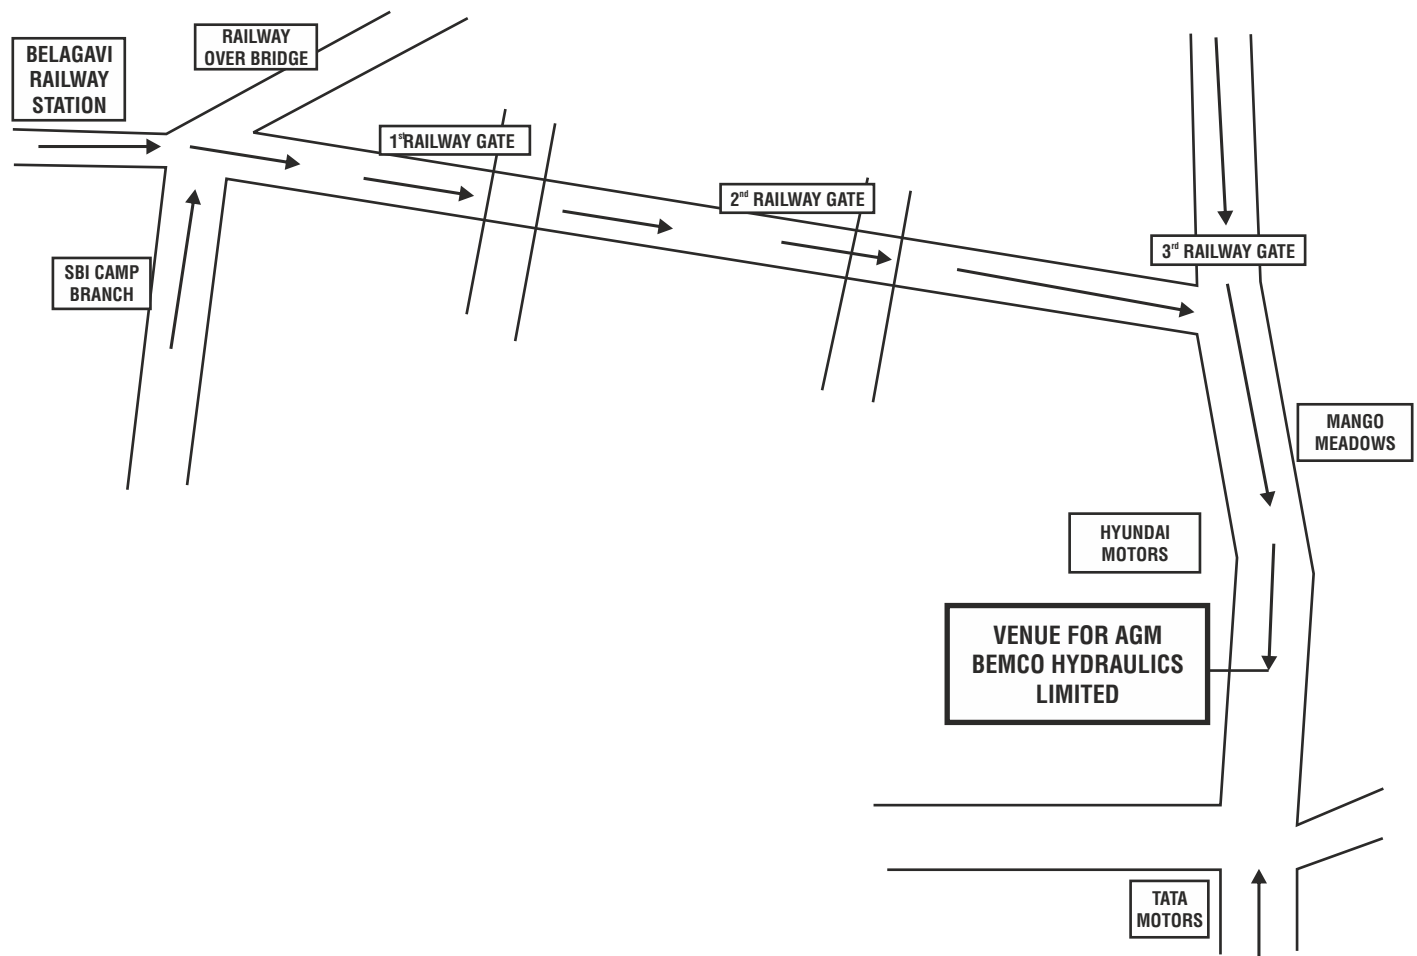 BELAGAVI
RAILWAY
STATION
RAILWAY
OVER BRIDGE
1st RAILWAY GATE
2nd RAILWAY GATE
3rd RAILWAY GATE
SBI CAMP
BRANCH
MANGO
MEADOWS
HYUNDAI
MOTORS
VENUE FOR AGM
BEMCO HYDRAULICS
LIMITED
TATA
MOTORS